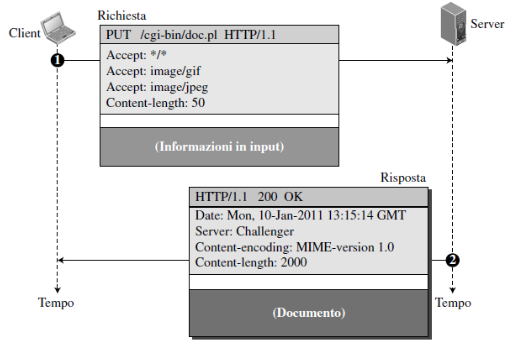 Client
Richiesta
Server
PUT /cgi-bin/doc.pl HTTP/1.1
1
Accept: */*
Accept: image/gif
Accept: image/jpeg
Content-length: 50
(Informazioni in input)
Risposta
HTTP/1.1 200 OK
Date: Mon, 10-Jan-2011 13:15:14 GMT
Server: Challenger
Content-encoding: MIME-version 1.0
Content-length: 2000
2
Tempo
(Documento)
Tempo